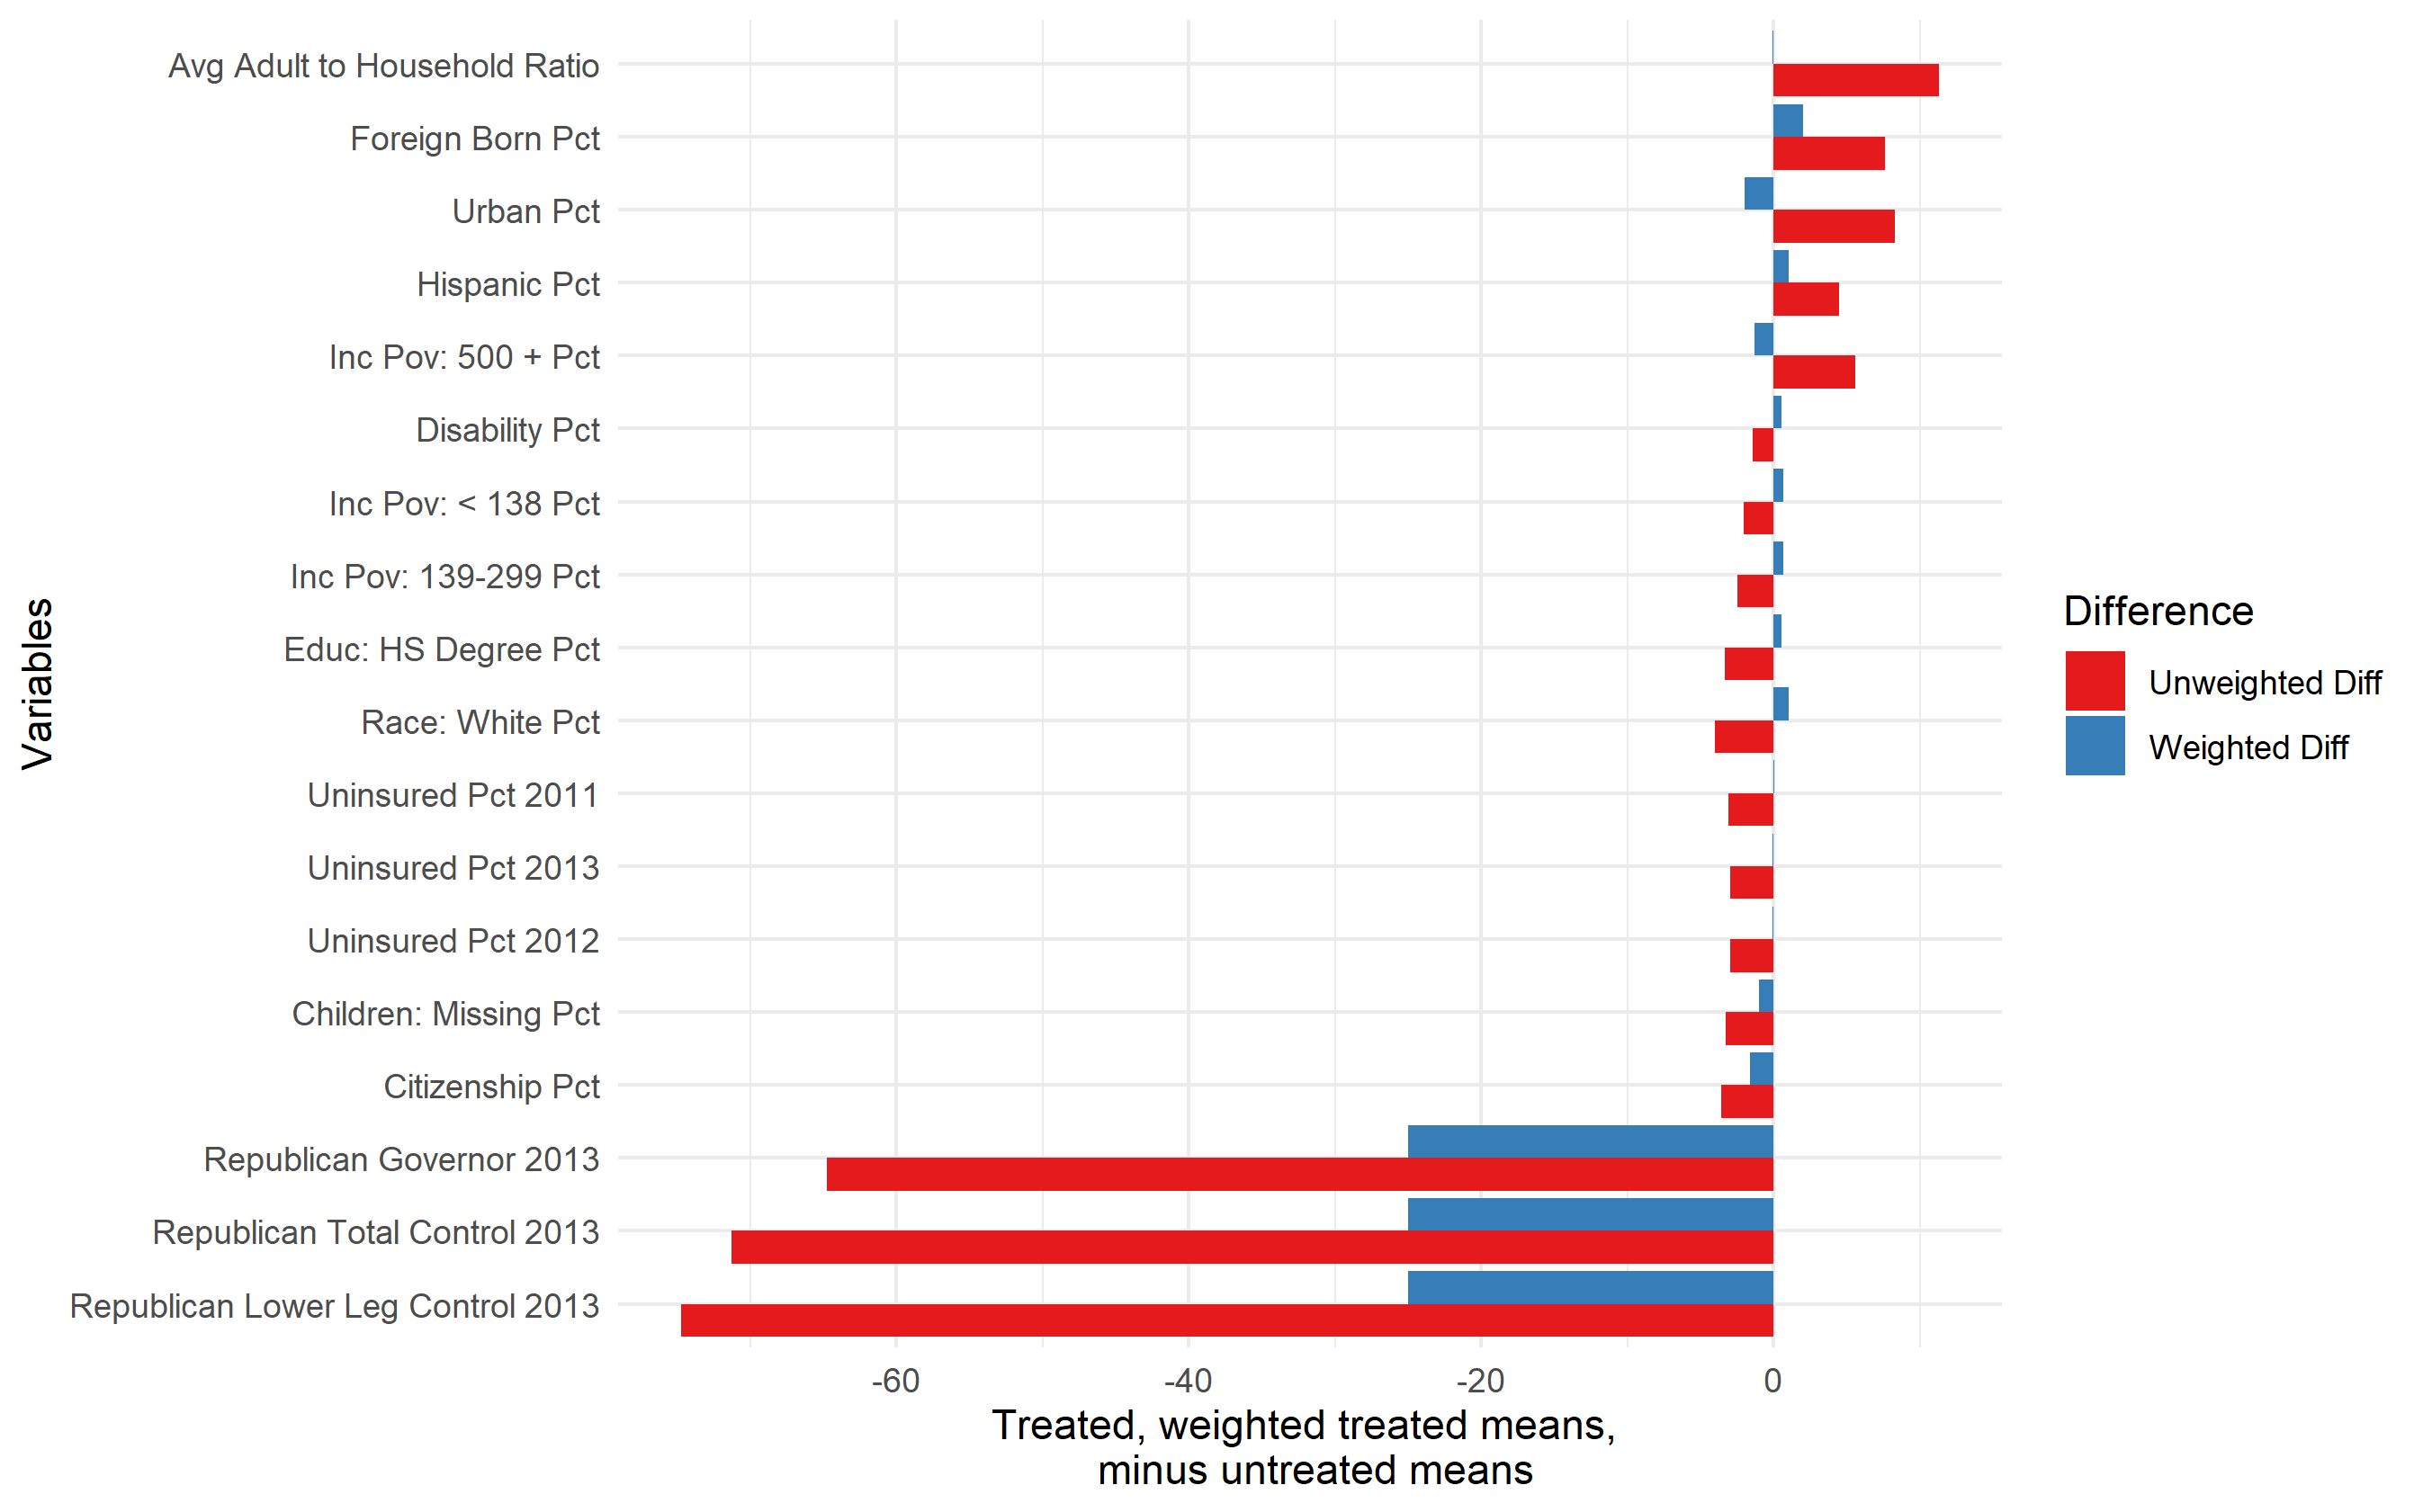 Avg Adult to Household Ratio
Foreign Born Pct
Urban Pct
Hispanic Pct
Inc Pov: 500 + Pct
Disability Pct
Inc Pov: < 138 Pct
Inc Pov: 139-299 Pct
Educ: HS Degree Pct
Race: White Pct
Uninsured Pct 2011
Uninsured Pct 2013
Uninsured Pct 2012
Children: Missing Pct
Citizenship Pct
Republican Governor 2013
Republican Total Control 2013
Republican Lower Leg Control 2013
Variables
-60 -40 -20 0
Treated, weighted treated means,
minus untreated means
Difference
Unweighted Diff
Weighted Diff